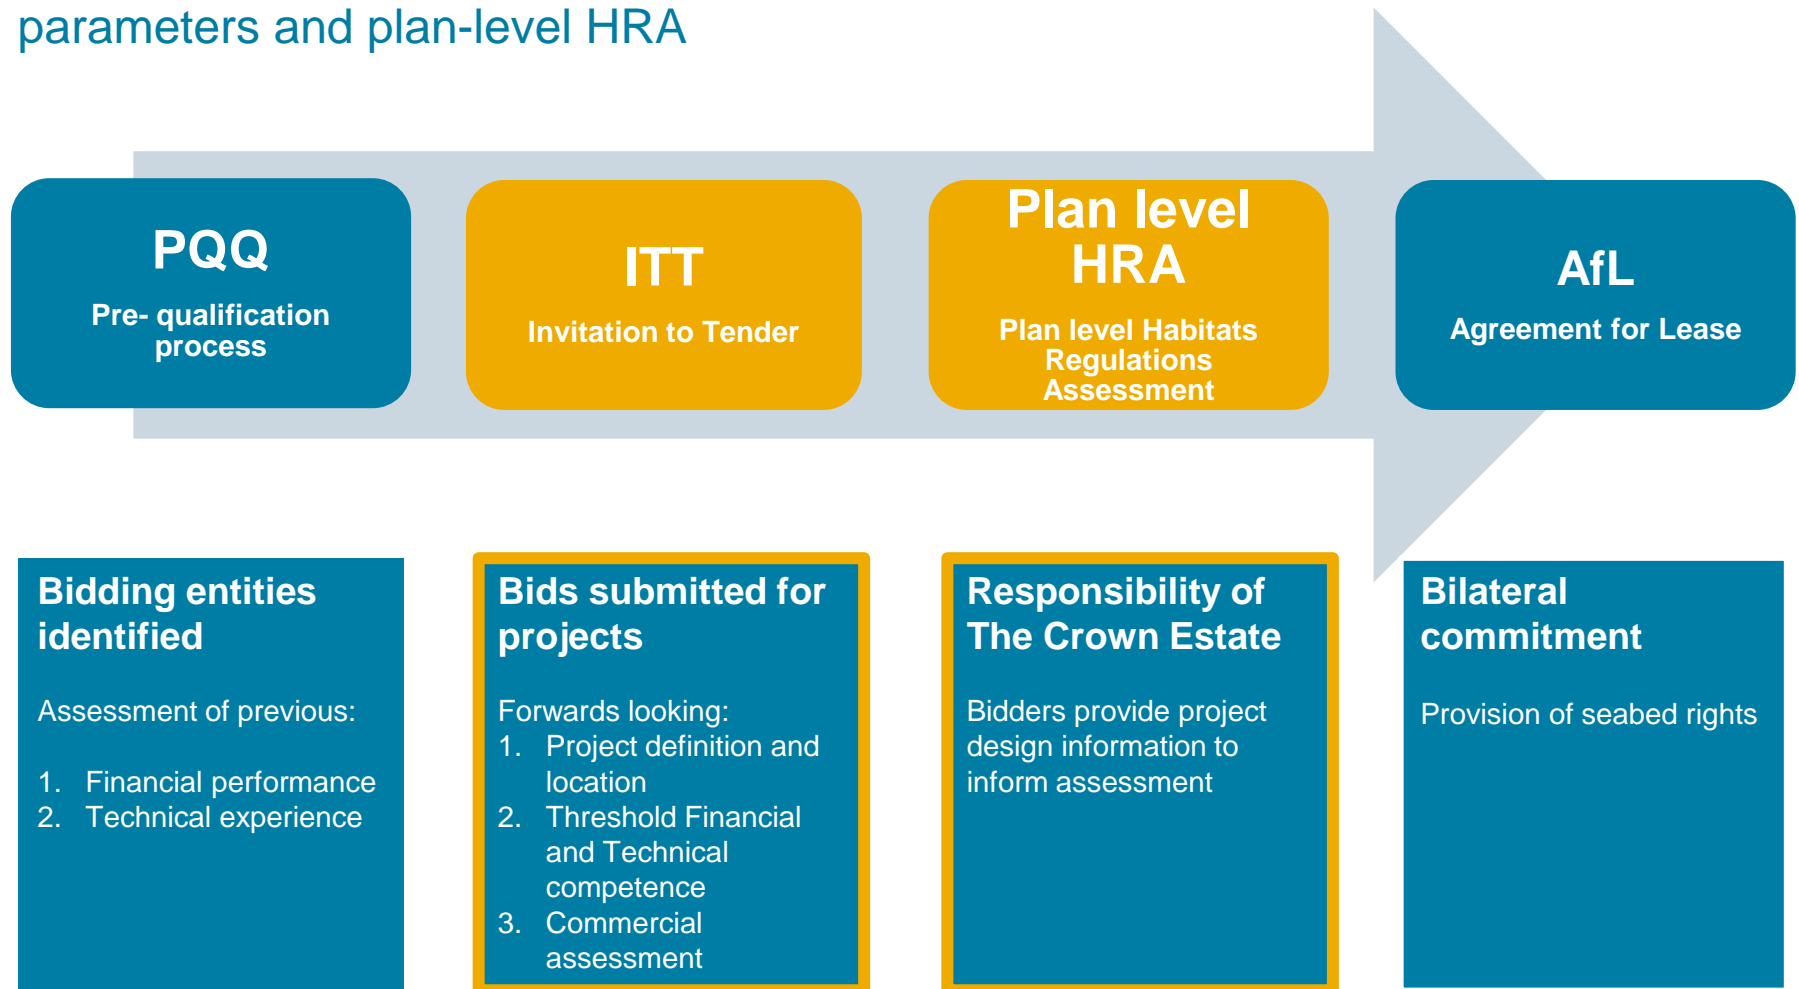 parameters and plan-level HRA
PQQ
Pre- qualification
process
ITT
Invitation to Tender
Plan level
HRA
Plan level Habitats
Regulations
Assessment
AfL
Agreement for Lease
Bidding entities
identified
Assessment of previous:
1. Financial performance
2. Technical experience
Bids submitted for
projects
Forwards looking:
1. Project definition and
location
2. Threshold Financial
and Technical
competence
3. Commercial
assessment
Responsibility of
The Crown Estate
Bidders provide project
design information to
inform assessment
Bilateral
commitment
Provision of seabed rights